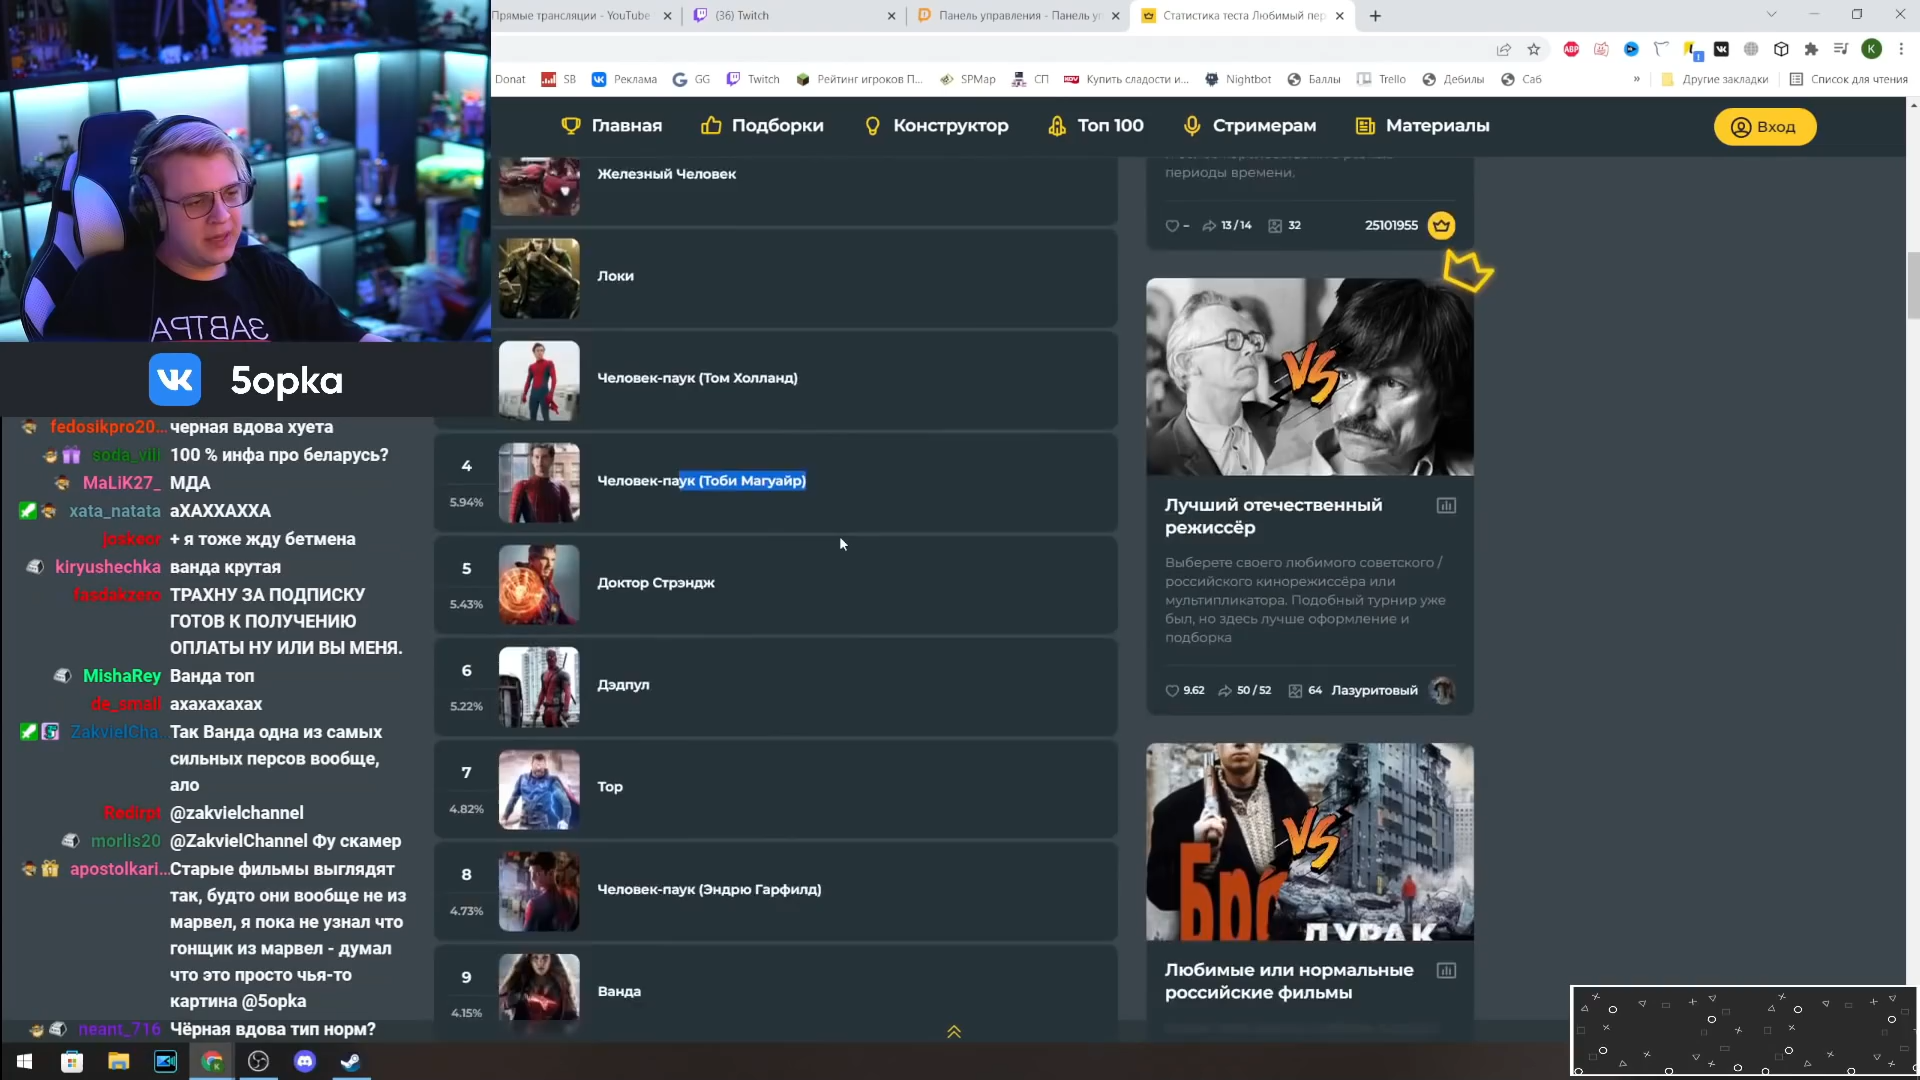 Прямые трансляции - YouTube
(36) Twitch
Панель управления - Панель уг
Статистика теста Любимый пер
Donat
SB
Реклама
GG
Twitch
Рейтинг игроков П...
SPMap
СП
Купить сладости и...
Nightbot
Баллы
Trello
Дебилы
Саб
»
Другие закладки
Список для чтения
Главная
Подборки
Конструктор
Топ 100
Стримерам
Материалы
Вход
ЗАВТРА
5opka
fedosikpro20... черная вдова хуета
soda_vill 100 % инфа про беларусь?
MaLiK27_ МДА
xata_natata аХАХХАХХА
joskeor + я тоже жду бетмена
kiryushechka ванда крутая
fasdakzero ТРАХНУ ЗА ПОДПИСКУ
ГОТОВ К ПОЛУЧЕНИЮ
ОПЛАТЫ НУ ИЛИ ВЫ МЕНЯ.
MishaRey Ванда топ
de_small ахахахахах
ZakvielCha... Так Ванда одна из самых
сильных персов вообще,
ало
Redirpt @zakvielchannel
morlis20 @ZakvielChannel Фу скамер
apostolkari... Старые фильмы выглядят
так, будто они вообще не из
марвел, я пока не узнал что
гонщик из марвел - думал
что это просто чья-то
картина @5opka
neant_716 Чёрная вдова тип норм?
Железный Человек
Локи
Человек-паук (Том Холланд)
4
5.94%
Человек-паук (Тоби Магуайр)
5
5.43%
Доктор Стрэндж
6
5.22%
Дэдпул
7
4.82%
Тор
8
4.73%
Человек-паук (Эндрю Гарфилд)
9
4.15%
Ванда
периоды времени.
– 13 / 14 32 25101955
VS
Лучший отечественный
режиссёр
Выберете своего любимого советского /
российского кинорежиссёра или
мультипликатора. Подобный турнир уже
был, но здесь лучше оформление и
подборка
9.62 50 / 52 64 Лазуритовый
VS
ДУРАК
Любимые или нормальные
российские фильмы